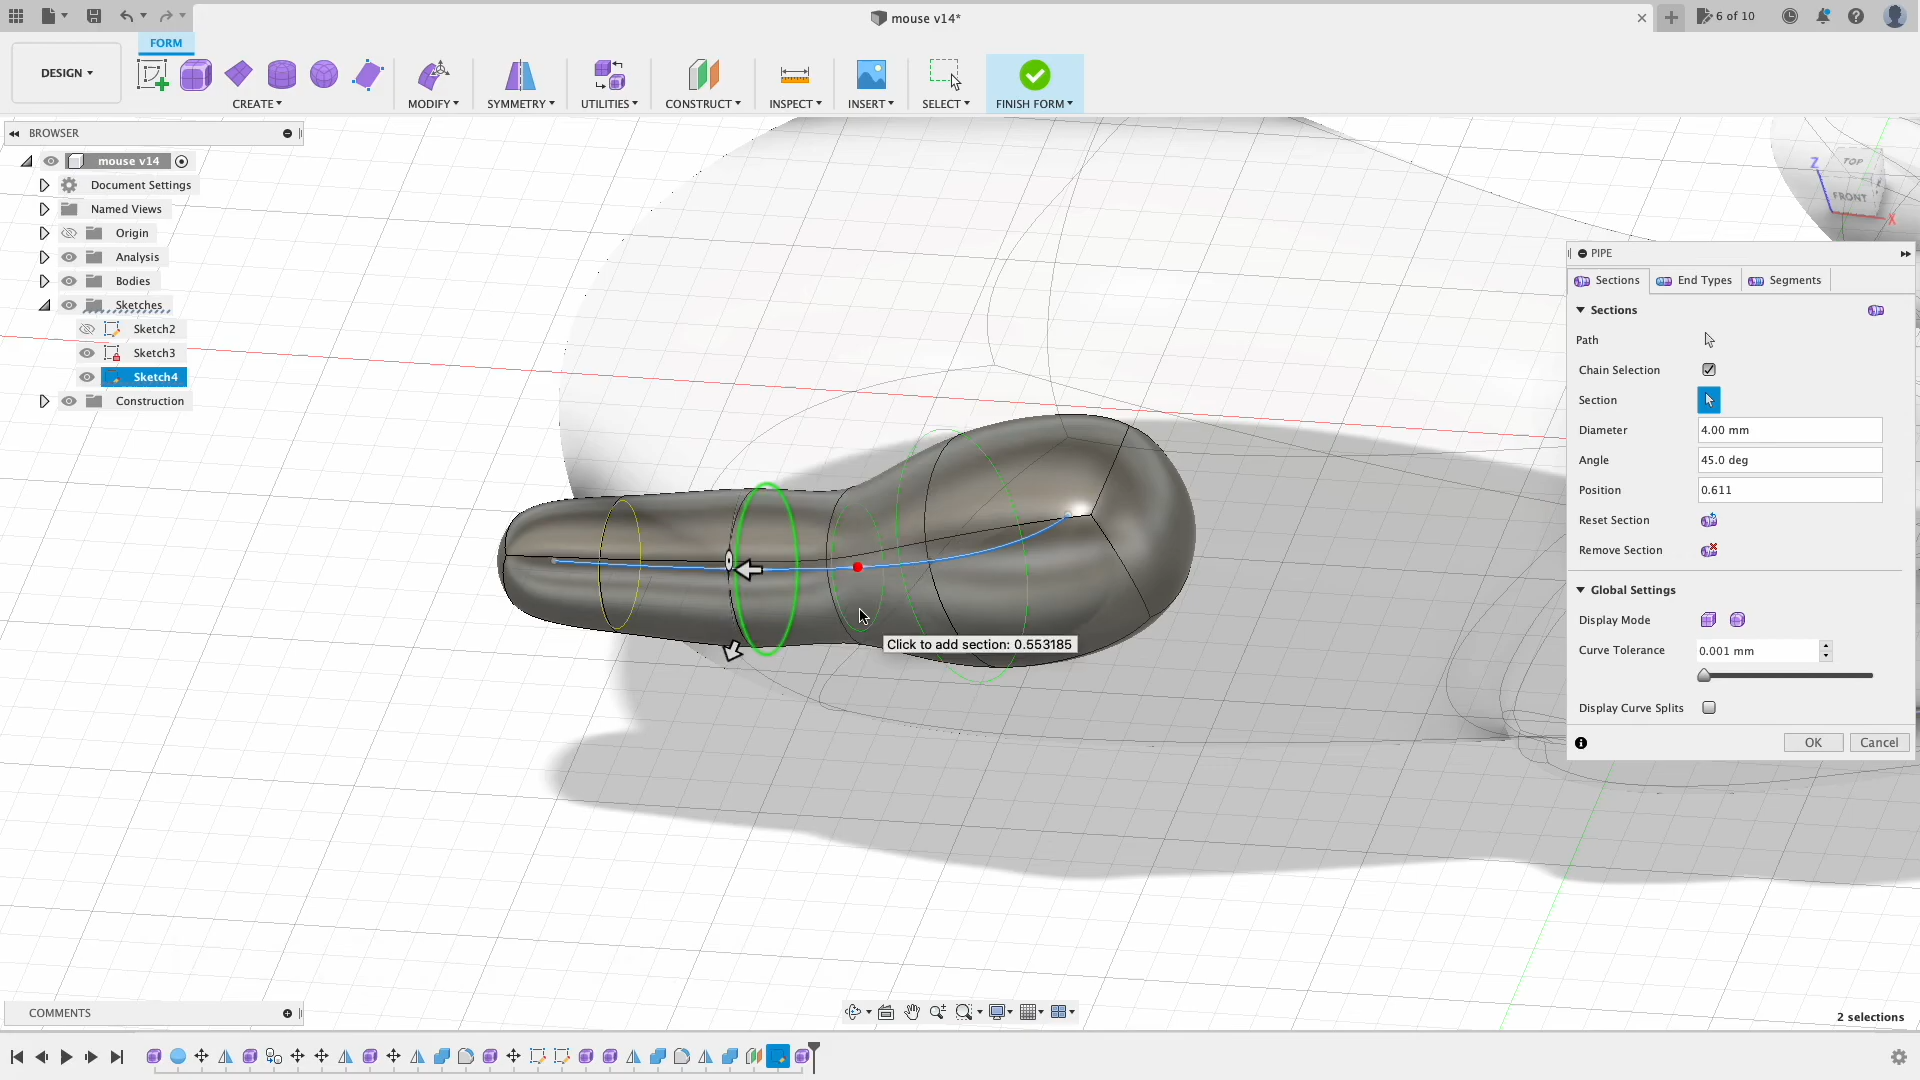 mouse v14*
6 of 10
FORM
DESIGN
CREATE
MODIFY
SYMMETRY
UTILITIES
CONSTRUCT
INSPECT
INSERT
SELECT
FINISH FORM
BROWSER
mouse v14
Document Settings
Named Views
Origin
Analysis
Bodies
Sketches
Sketch2
Sketch3
Sketch4
Construction
Z
TOP
FRONT
X
PIPE
Sections
End Types
Segments
Sections
Path
Chain Selection
Section
Diameter 4.00 mm
Angle 45.0 deg
Position 0.611
Reset Section
Remove Section
Global Settings
Display Mode
Curve Tolerance 0.001 mm
Display Curve Splits
OK
Cancel
Click to add section: 0.553185
COMMENTS
2 selections